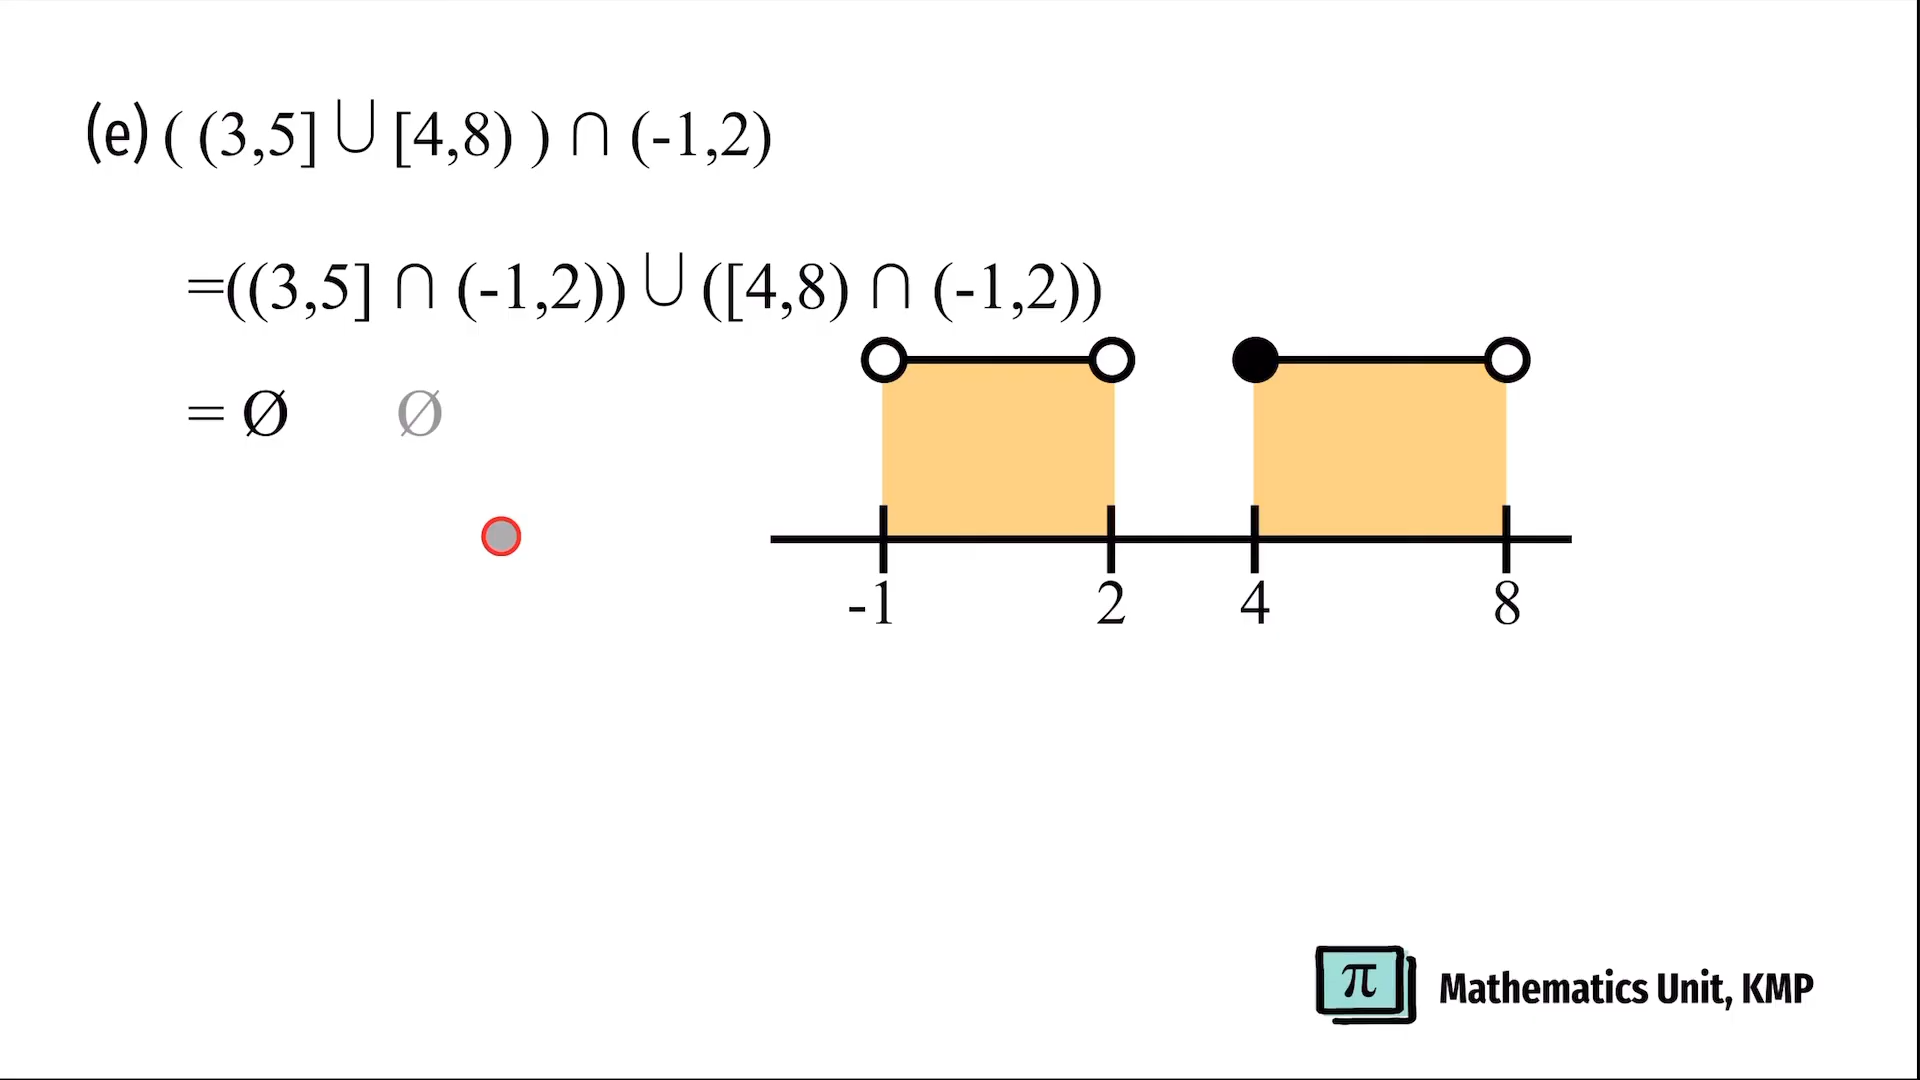 (e) ( (3,5] ∪ [4,8) ) ∩ (-1,2)
=((3,5] ∩ (-1,2)) ∪ ([4,8) ∩ (-1,2))
= Ø Ø
-1 2 4 8
π Mathematics Unit, KMP